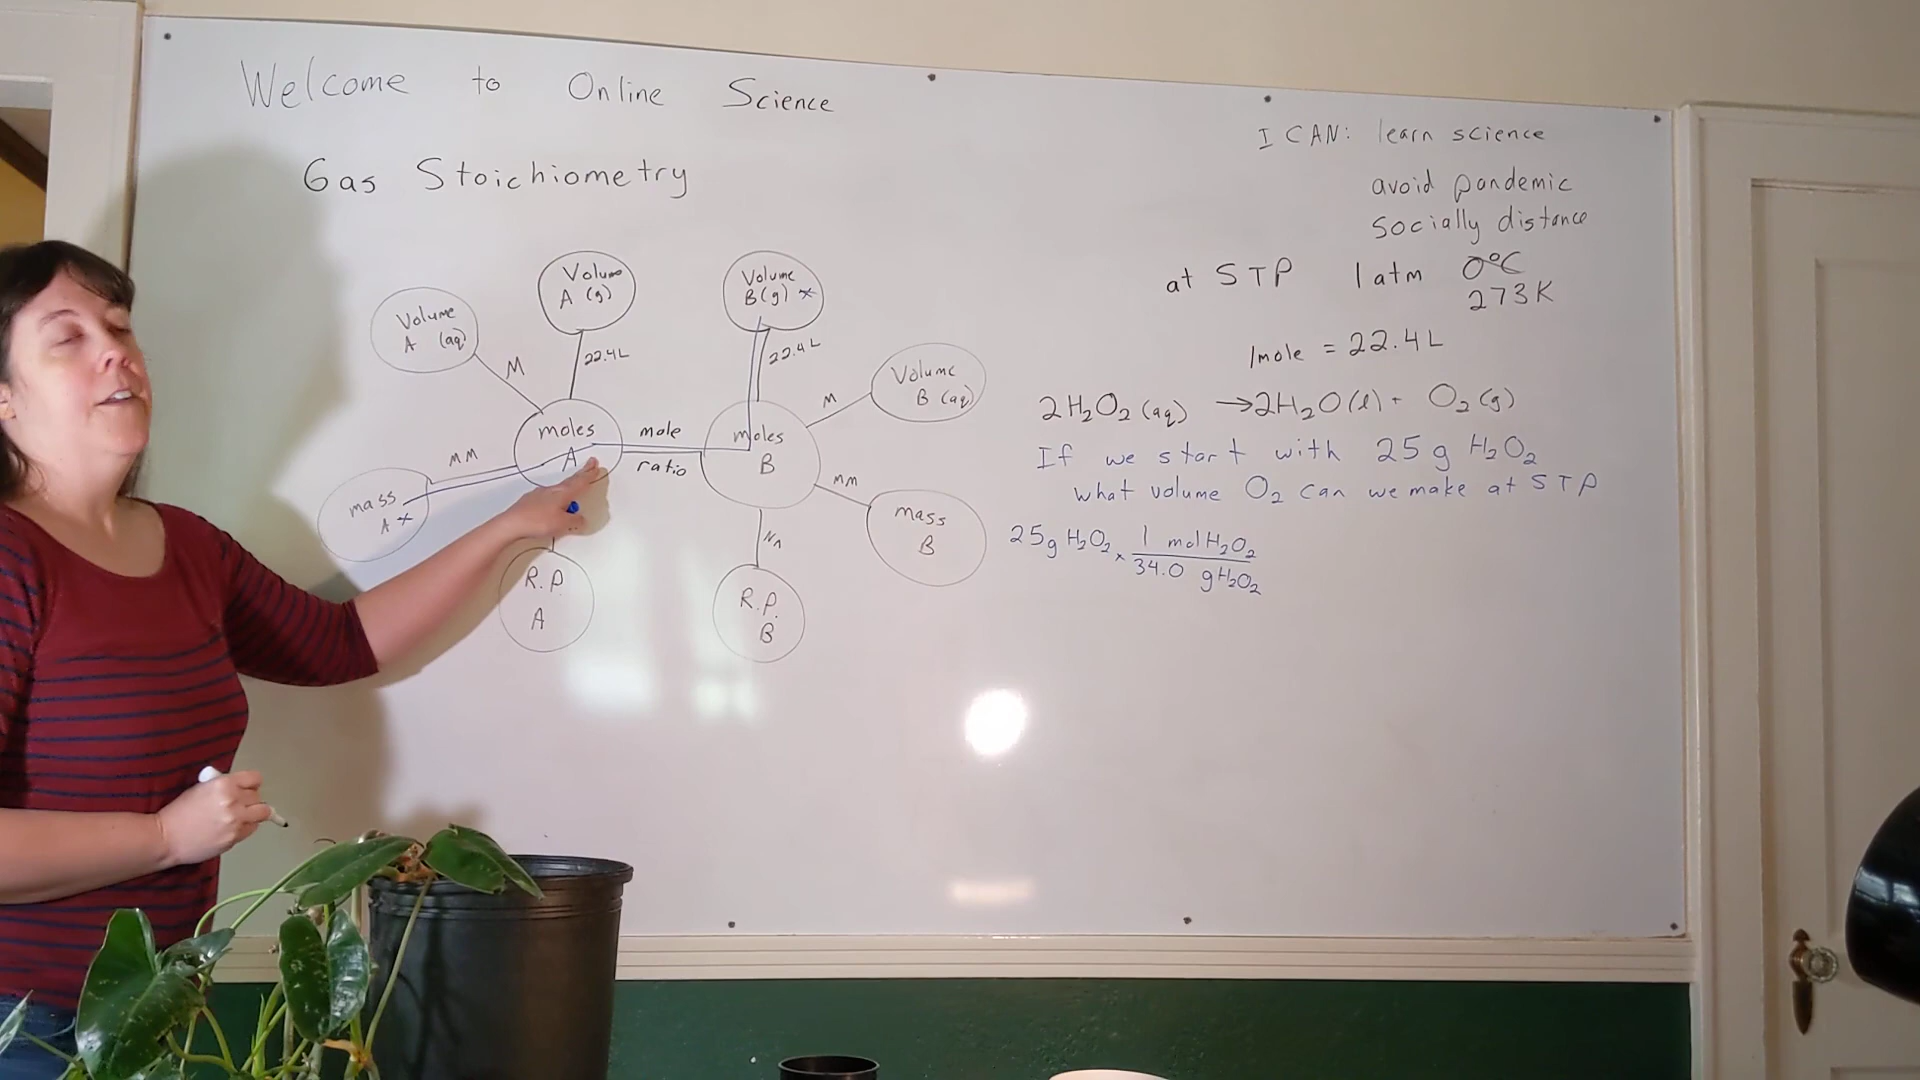 Welcome to Online Science
Gas Stoichiometry
I CAN: learn science
avoid pandemic
socially distance
at STP 1 atm 0°C
273K
1mole = 22.4L
Volume
A (aq)
Volume
A (g)
Volume
B(g) *
Volume
B (aq)
M
22.4L
22.4L
M
moles
A
mole
ratio
moles
B
MM
mass
A *
MM
mass
B
R.P.
A
NA
R.P.
B
2H₂O₂ (aq) → 2H₂O(l) + O₂(g)
If we start with 25g H₂O₂
what volume O₂ can we make at STP
25g H₂O₂ × 1 mol H₂O₂
34.0 g H₂O₂